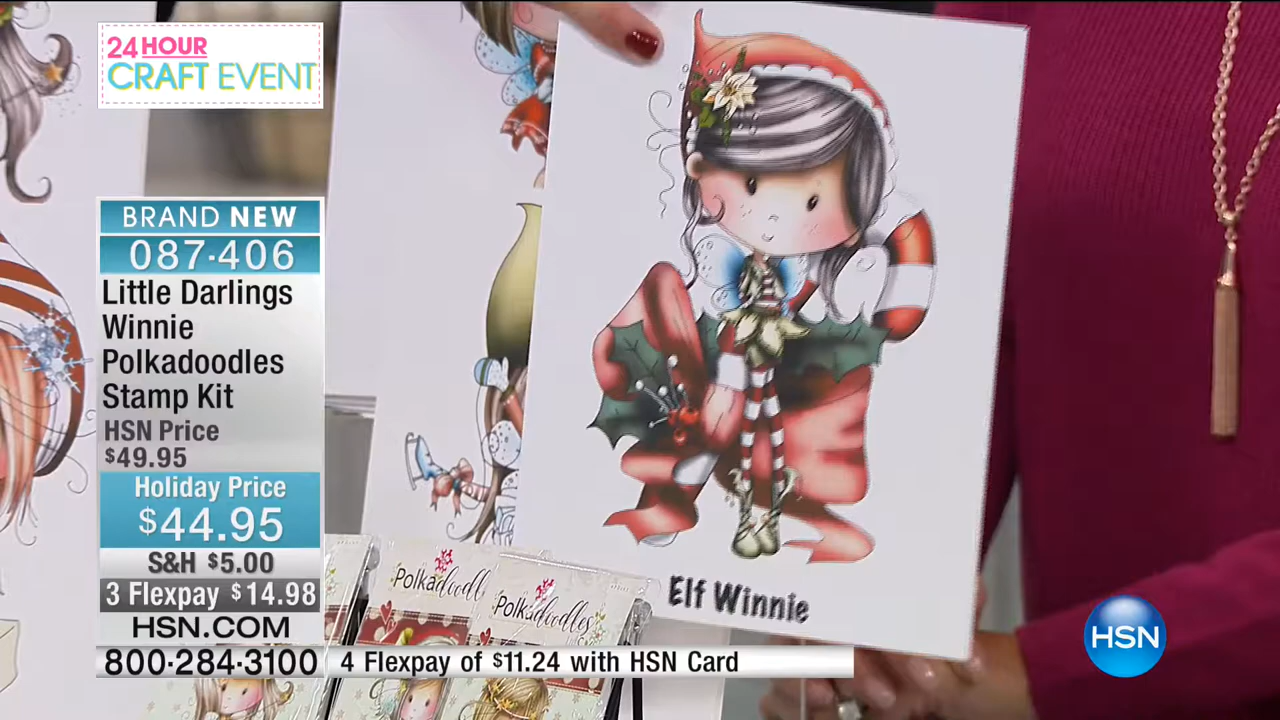 24 HOUR
CRAFT EVENT
BRAND NEW
087·406
Little Darlings
Winnie
Polkadoodles
Stamp Kit
HSN Price
$49.95
Holiday Price
$44.95
S&H $5.00
3 Flexpay $14.98
HSN.COM
800·284·3100
4 Flexpay of $11.24 with HSN Card
Elf Winnie
Polkadoodl
Polkadoodles
HSN